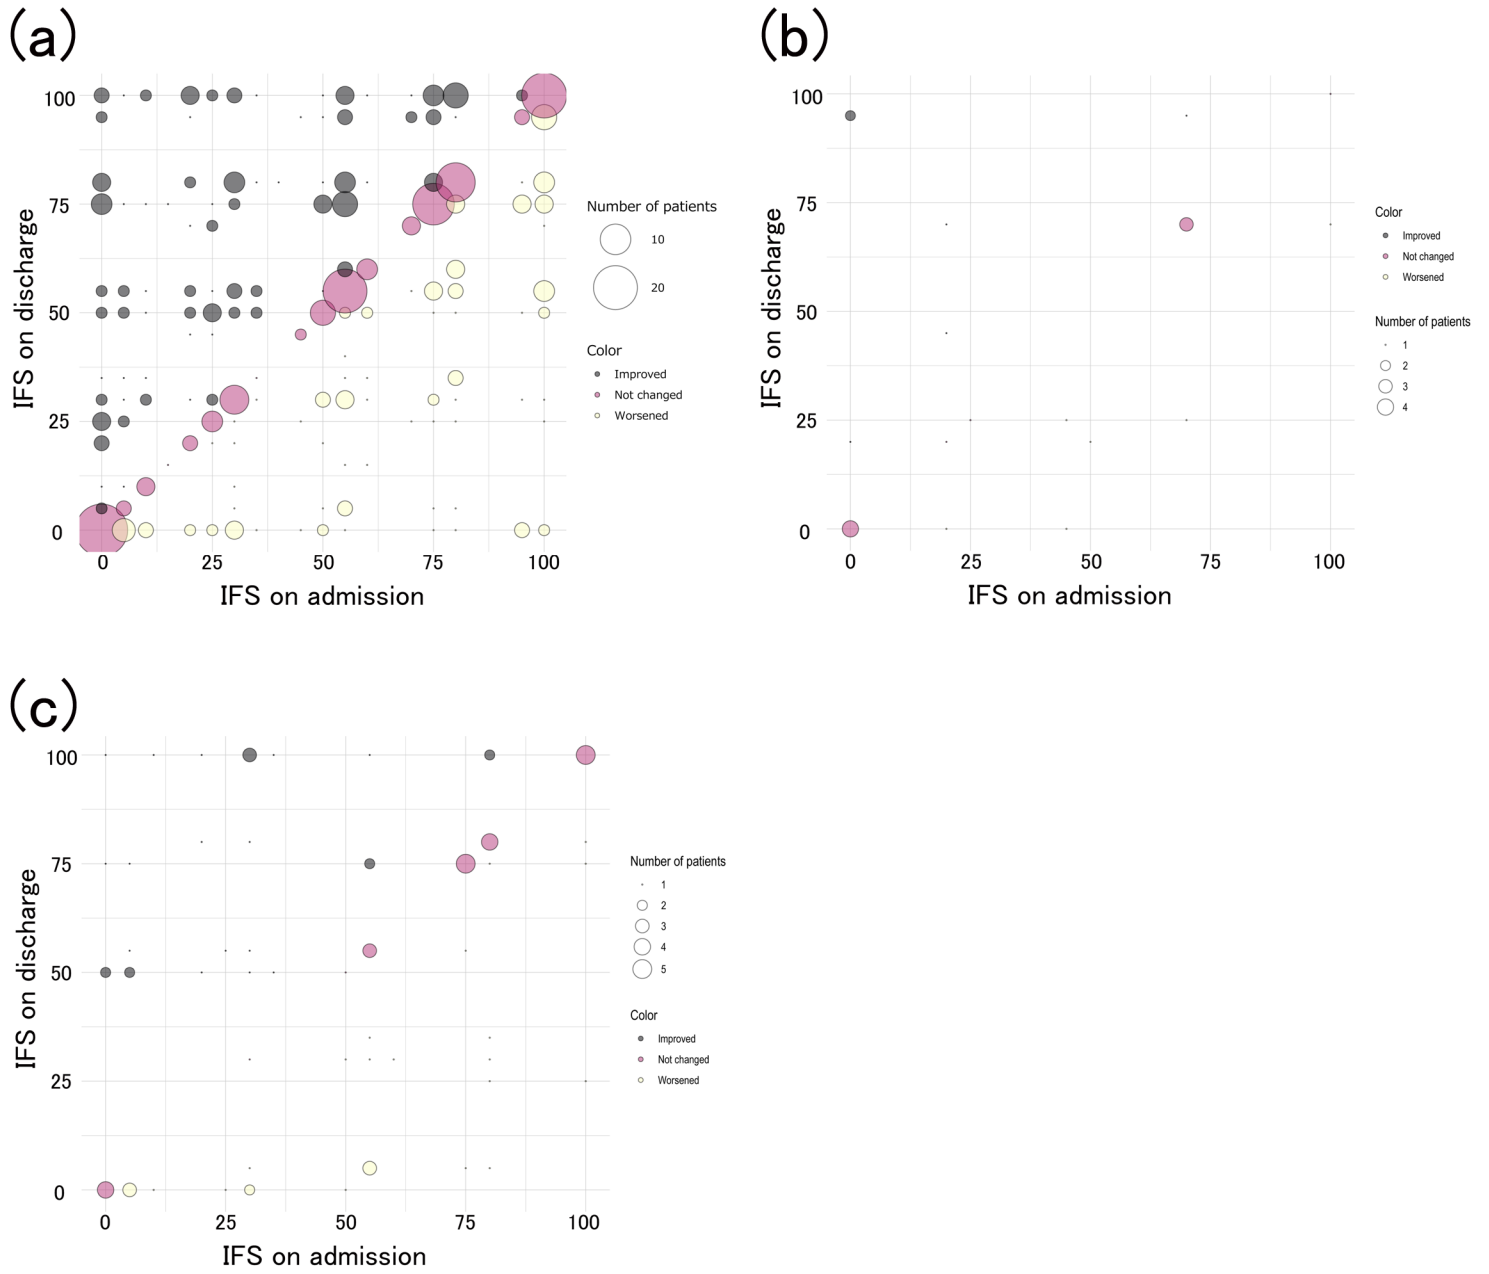 (a)
100
75
50
25
0
0 25 50 75 100
IFS on discharge
IFS on admission
Number of patients
10
20
Color
Improved
Not changed
Worsened
(b)
100
75
50
25
0
0 25 50 75 100
IFS on discharge
IFS on admission
Color
Improved
Not changed
Worsened
Number of patients
1
2
3
4
(c)
100
75
50
25
0
0 25 50 75 100
IFS on discharge
IFS on admission
Number of patients
1
2
3
4
5
Color
Improved
Not changed
Worsened